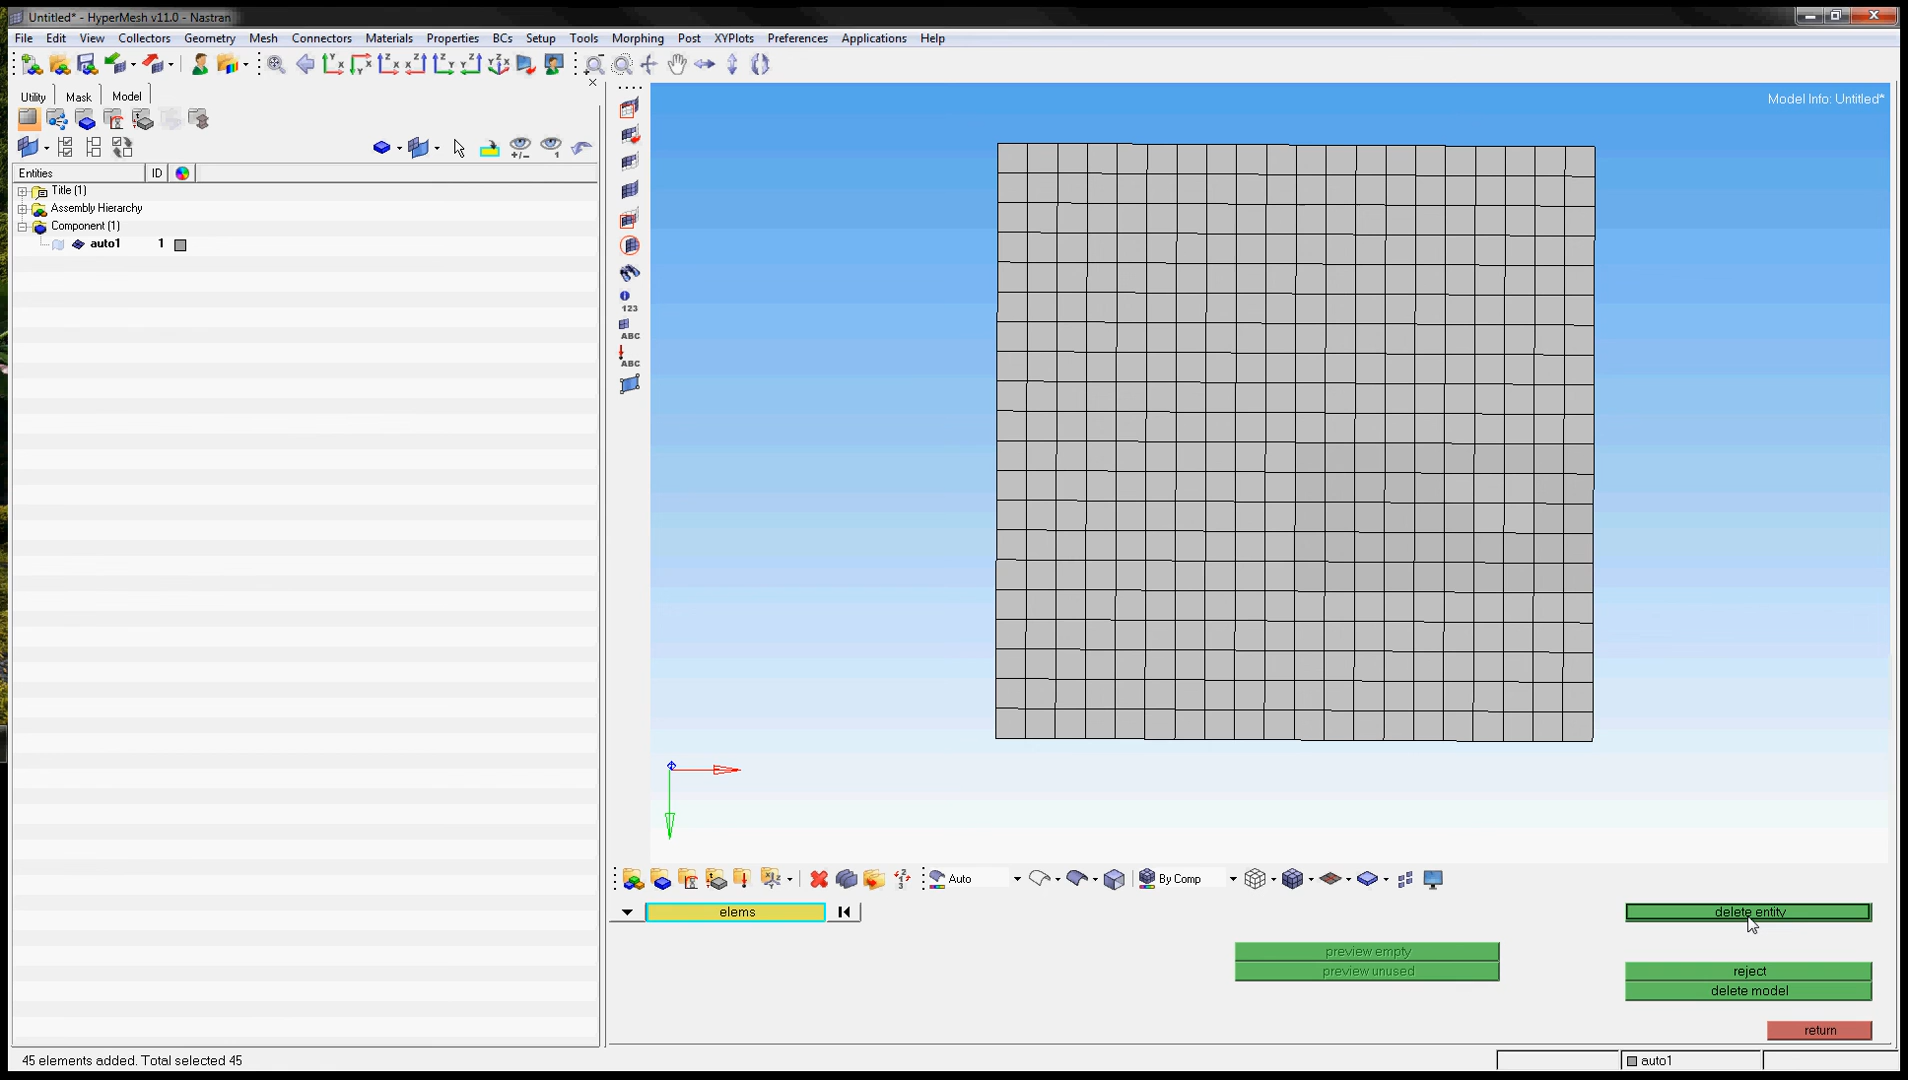 Untitled* - HyperMesh v11.0 - Nastran
File Edit View Collectors Geometry Mesh Connectors Materials Properties BCs Setup Tools Morphing Post XYPlots Preferences Applications Help
Utility Mask Model
Entities ID
Title (1)
Assembly Hierarchy
Component (1)
auto1 1
123
ABC
ABC
Model Info: Untitled*
Auto By Comp
elems
delete entity
preview empty
preview unused
reject
delete model
return
45 elements added. Total selected 45
auto1